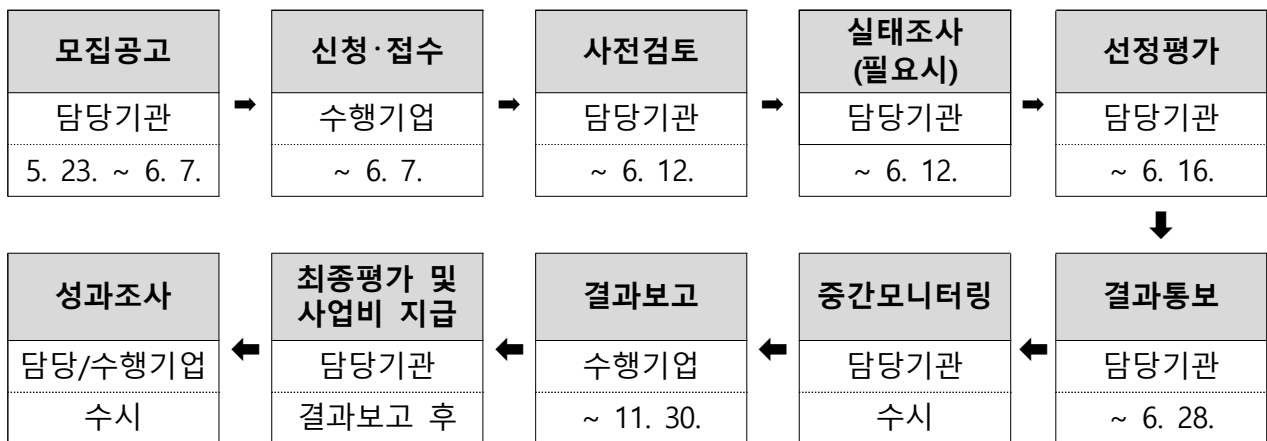 모집공고
담당기관
5. 23. ~ 6. 7.
➡
신청·접수
수행기업
~ 6. 7.
➡
사전검토
담당기관
~ 6. 12.
➡
실태조사
(필요시)
담당기관
~ 6. 12.
➡
선정평가
담당기관
~ 6. 16.
⬇
결과통보
담당기관
~ 6. 28.
⬅
중간모니터링
담당기관
수시
⬅
결과보고
수행기업
~ 11. 30.
⬅
최종평가 및
사업비 지급
담당기관
결과보고 후
⬅
성과조사
담당/수행기업
수시